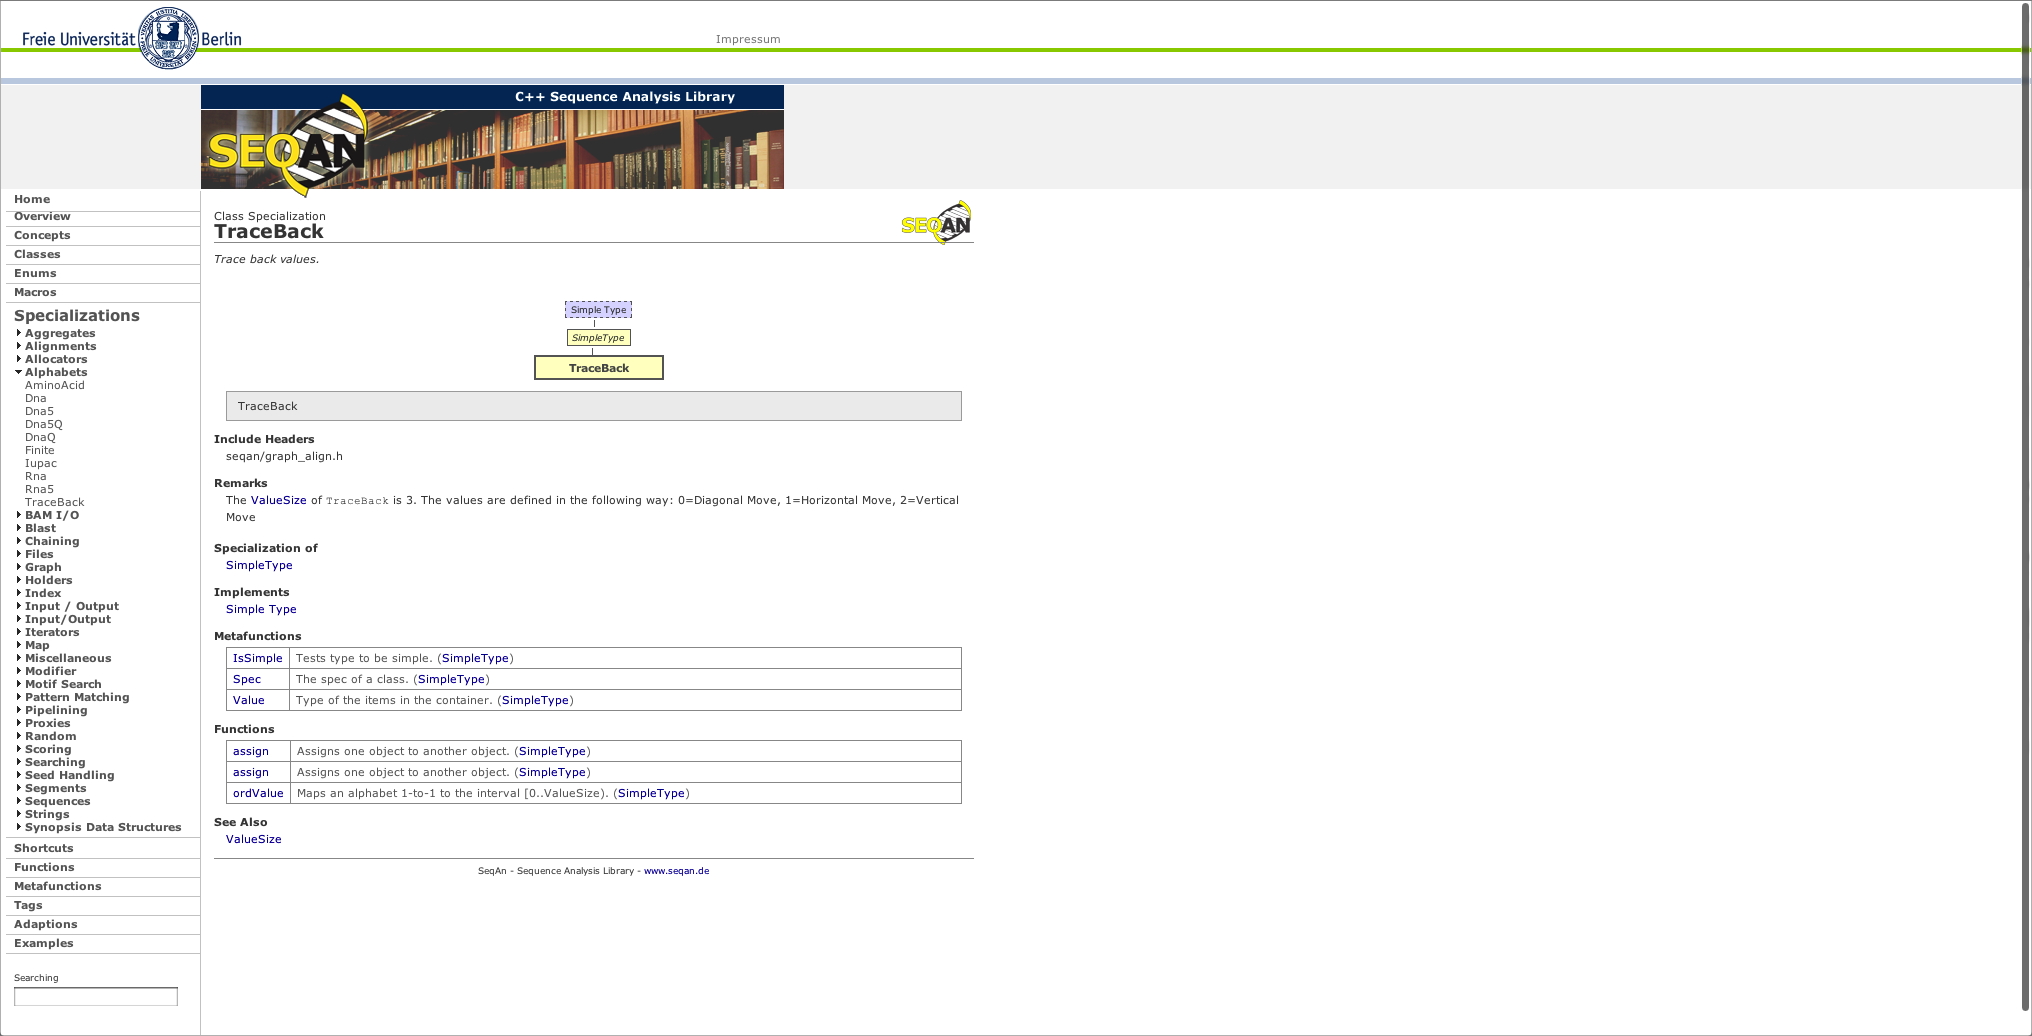 Freie Universität Berlin
Impressum
C++ Sequence Analysis Library
SEQAN
Home
Overview
Concepts
Classes
Enums
Macros
Specializations
Aggregates
Alignments
Allocators
Alphabets
AminoAcid
Dna
Dna5
Dna5Q
DnaQ
Finite
Iupac
Rna
Rna5
TraceBack
BAM I/O
Blast
Chaining
Files
Graph
Holders
Index
Input / Output
Input/Output
Iterators
Map
Miscellaneous
Modifier
Motif Search
Pattern Matching
Pipelining
Proxies
Random
Scoring
Searching
Seed Handling
Segments
Sequences
Strings
Synopsis Data Structures
Shortcuts
Functions
Metafunctions
Tags
Adaptions
Examples
Searching
Class Specialization
TraceBack
SEQAN
Trace back values.
Simple Type
SimpleType
TraceBack
TraceBack
Include Headers
seqan/graph_align.h
Remarks
The ValueSize of TraceBack is 3. The values are defined in the following way: 0=Diagonal Move, 1=Horizontal Move, 2=Vertical
Move
Specialization of
SimpleType
Implements
Simple Type
Metafunctions
IsSimple Tests type to be simple. (SimpleType)
Spec The spec of a class. (SimpleType)
Value Type of the items in the container. (SimpleType)
Functions
assign Assigns one object to another object. (SimpleType)
assign Assigns one object to another object. (SimpleType)
ordValue Maps an alphabet 1-to-1 to the interval [0..ValueSize). (SimpleType)
See Also
ValueSize
SeqAn - Sequence Analysis Library - www.seqan.de